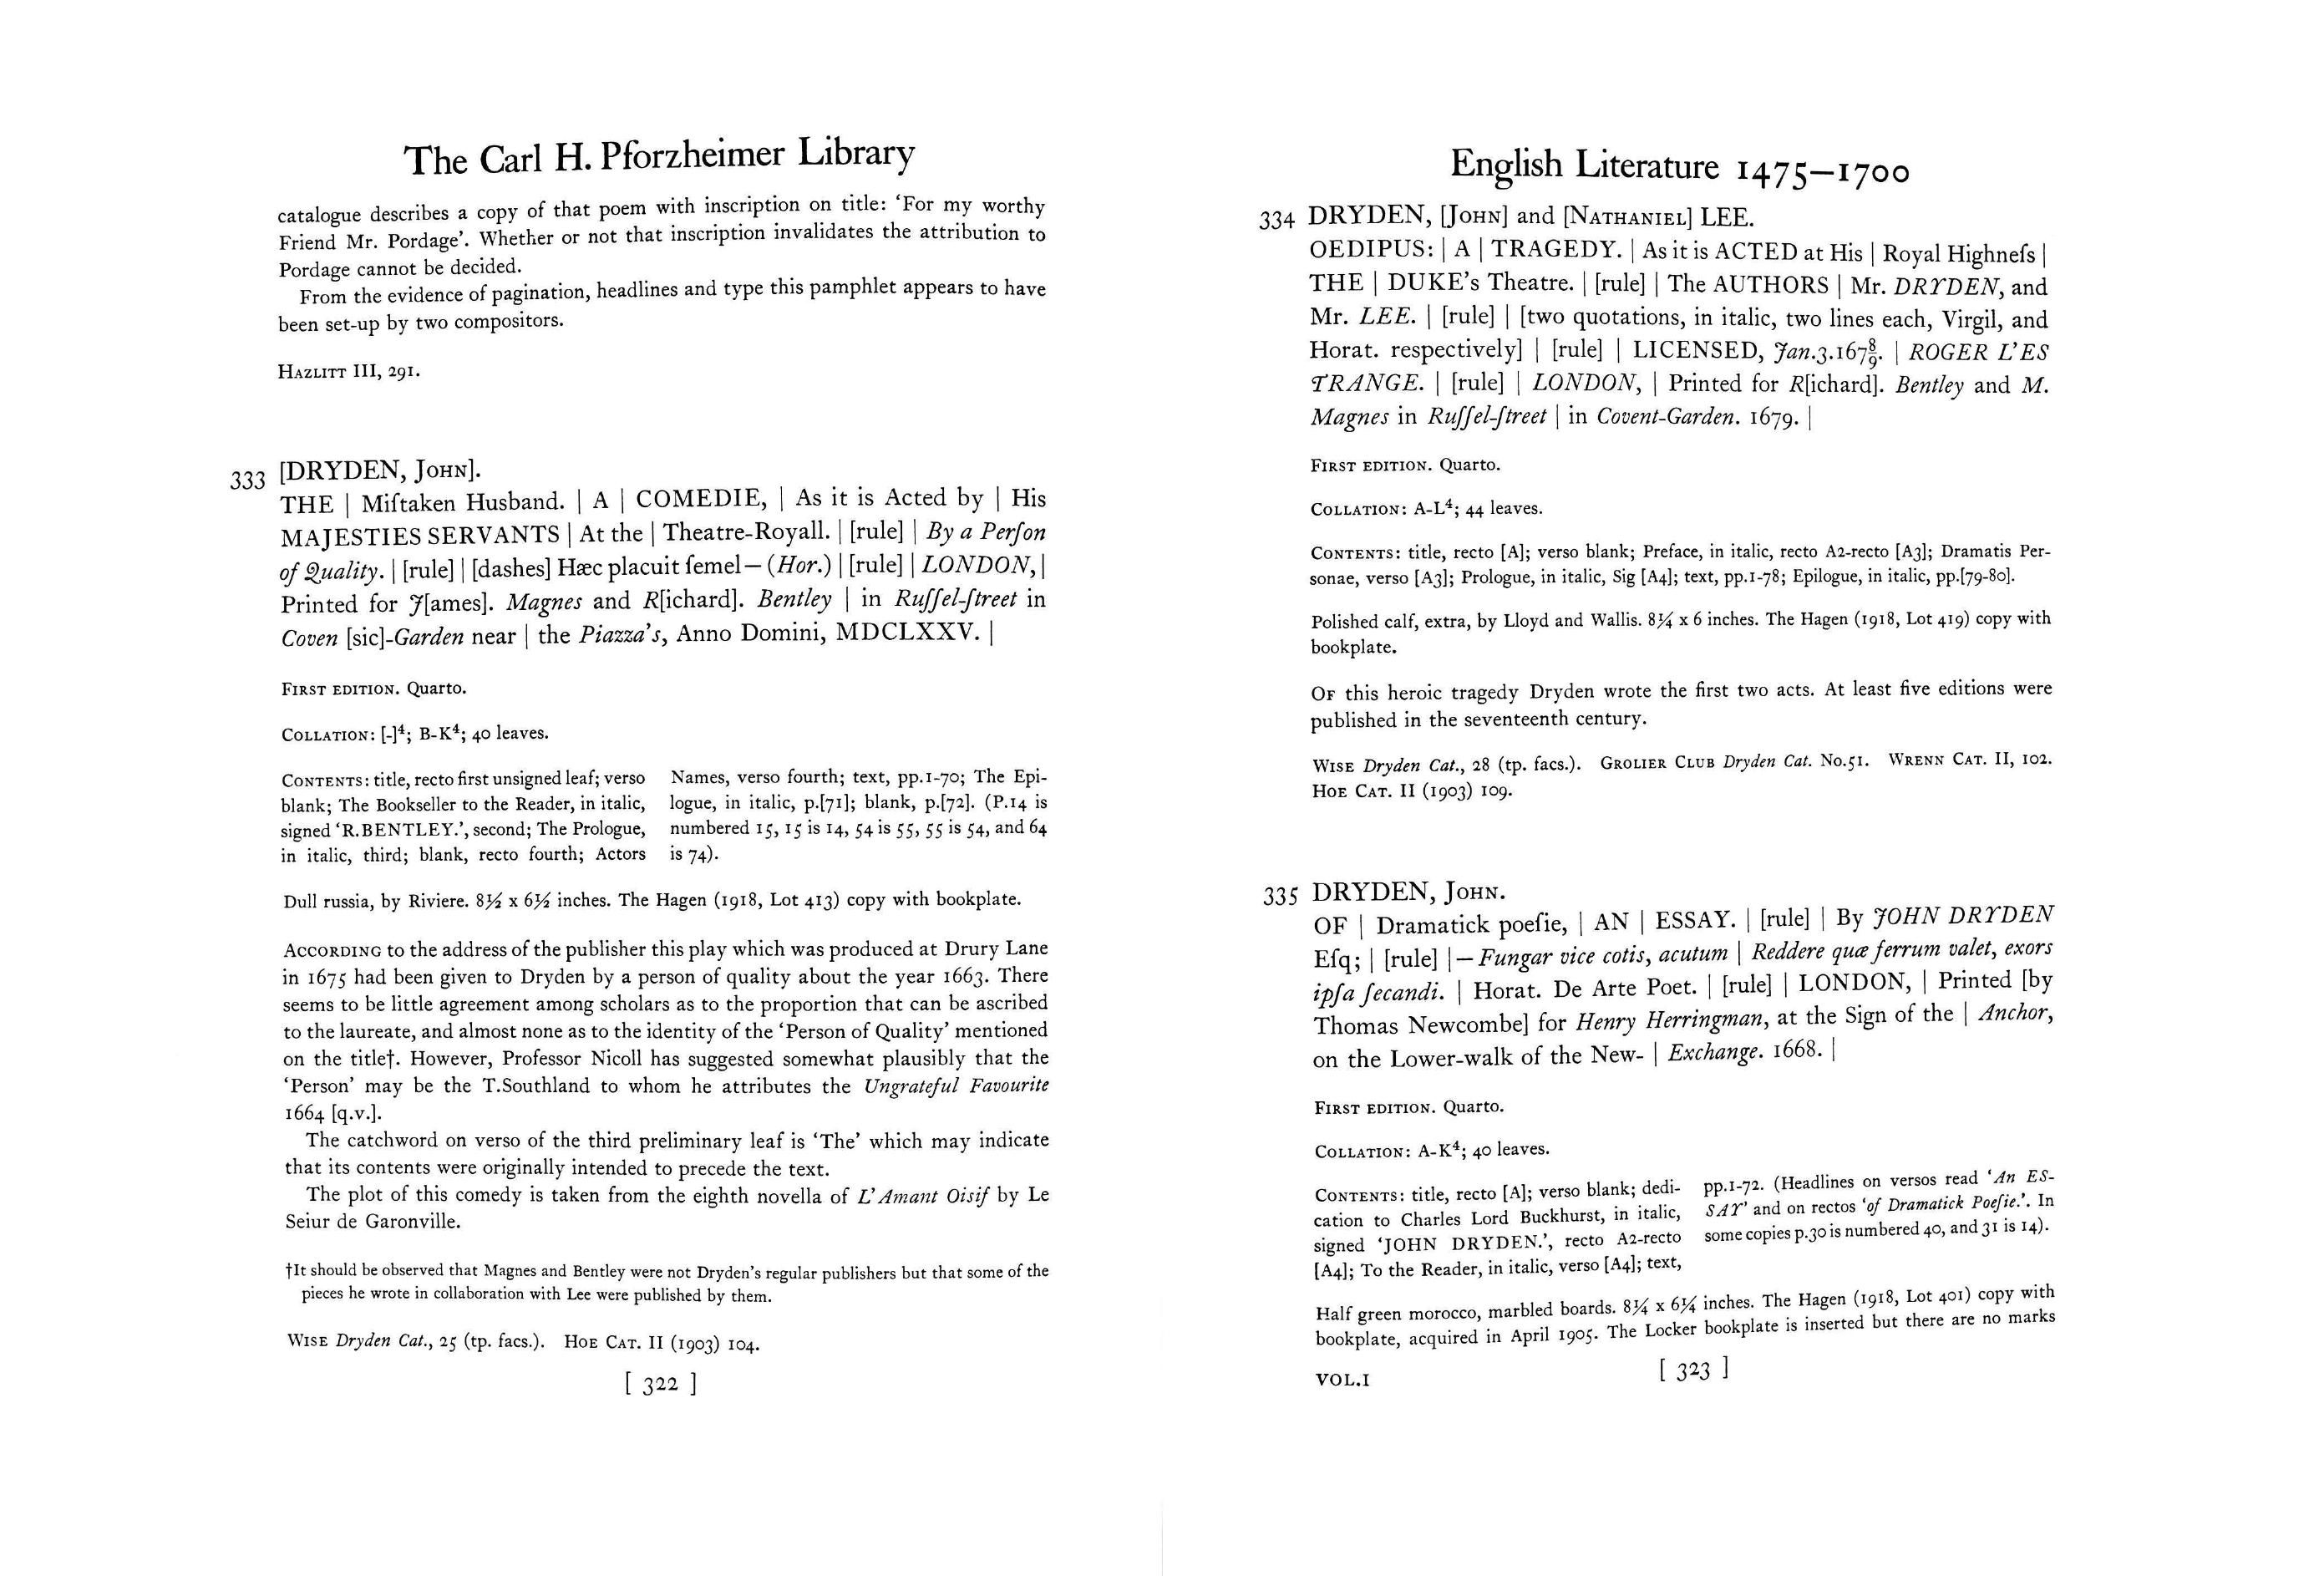 The Carl H. Pforzheimer Library
catalogue describes a copy of that poem with inscription on title: ‘For my worthy
Friend Mr. Pordage’. Whether or not that inscription invalidates the attribution to
Pordage cannot be decided.
From the evidence of pagination, headlines and type this pamphlet appears to have
been set-up by two compositors.
HAZLITT III, 291.
333 [DRYDEN, JOHN].
THE | Miſtaken Husband. | A | COMEDIE, | As it is Acted by | His
MAJESTIES SERVANTS | At the | Theatre-Royall. | [rule] | By a Perſon
of Quality. | [rule] | [dashes] Hæc placuit ſemel— (Hor.) | [rule] | LONDON, |
Printed for J[ames]. Magnes and R[ichard]. Bentley | in Ruſſel-ſtreet in
Coven [sic]-Garden near | the Piazza’s, Anno Domini, MDCLXXV. |
FIRST EDITION. Quarto.
COLLATION: [-]⁴; B-K⁴; 40 leaves.
CONTENTS: title, recto first unsigned leaf; verso
blank; The Bookseller to the Reader, in italic,
signed ‘R.BENTLEY.’, second; The Prologue,
in italic, third; blank, recto fourth; Actors
Names, verso fourth; text, pp.1-70; The Epi-
logue, in italic, p.[71]; blank, p.[72]. (P.14 is
numbered 15, 15 is 14, 54 is 55, 55 is 54, and 64
is 74).
Dull russia, by Riviere. 8½ x 6½ inches. The Hagen (1918, Lot 413) copy with bookplate.
ACCORDING to the address of the publisher this play which was produced at Drury Lane
in 1675 had been given to Dryden by a person of quality about the year 1663. There
seems to be little agreement among scholars as to the proportion that can be ascribed
to the laureate, and almost none as to the identity of the ‘Person of Quality’ mentioned
on the title†. However, Professor Nicoll has suggested somewhat plausibly that the
‘Person’ may be the T.Southland to whom he attributes the Ungrateful Favourite
1664 [q.v.].
The catchword on verso of the third preliminary leaf is ‘The’ which may indicate
that its contents were originally intended to precede the text.
The plot of this comedy is taken from the eighth novella of L’Amant Oisif by Le
Seiur de Garonville.
†It should be observed that Magnes and Bentley were not Dryden’s regular publishers but that some of the
pieces he wrote in collaboration with Lee were published by them.
WISE Dryden Cat., 25 (tp. facs.). HOE CAT. II (1903) 104.
[ 322 ]
English Literature 1475—1700
334 DRYDEN, [JOHN] and [NATHANIEL] LEE.
OEDIPUS: | A | TRAGEDY. | As it is ACTED at His | Royal Highneſs |
THE | DUKE’s Theatre. | [rule] | The AUTHORS | Mr. DRYDEN, and
Mr. LEE. | [rule] | [two quotations, in italic, two lines each, Virgil, and
Horat. respectively] | [rule] | LICENSED, Jan.3.167⁸₉. | ROGER L’ES
TRANGE. | [rule] | LONDON, | Printed for R[ichard]. Bentley and M.
Magnes in Ruſſel-ſtreet | in Covent-Garden. 1679. |
FIRST EDITION. Quarto.
COLLATION: A-L⁴; 44 leaves.
CONTENTS: title, recto [A]; verso blank; Preface, in italic, recto A2-recto [A3]; Dramatis Per-
sonae, verso [A3]; Prologue, in italic, Sig [A4]; text, pp.1-78; Epilogue, in italic, pp.[79-80].
Polished calf, extra, by Lloyd and Wallis. 8¼ x 6 inches. The Hagen (1918, Lot 419) copy with
bookplate.
OF this heroic tragedy Dryden wrote the first two acts. At least five editions were
published in the seventeenth century.
WISE Dryden Cat., 28 (tp. facs.). GROLIER CLUB Dryden Cat. No.51. WRENN CAT. II, 102.
HOE CAT. II (1903) 109.
335 DRYDEN, JOHN.
OF | Dramatick poeſie, | AN | ESSAY. | [rule] | By JOHN DRYDEN
Eſq; | [rule] |—Fungar vice cotis, acutum | Reddere quæ ferrum valet, exors
ipſa ſecandi. | Horat. De Arte Poet. | [rule] | LONDON, | Printed [by
Thomas Newcombe] for Henry Herringman, at the Sign of the | Anchor,
on the Lower-walk of the New- | Exchange. 1668. |
FIRST EDITION. Quarto.
COLLATION: A-K⁴; 40 leaves.
CONTENTS: title, recto [A]; verso blank; dedi-
cation to Charles Lord Buckhurst, in italic,
signed ‘JOHN DRYDEN.’, recto A2-recto
[A4]; To the Reader, in italic, verso [A4]; text,
pp.1-72. (Headlines on versos read ‘An ES-
SAY’ and on rectos ‘of Dramatick Poeſie.’. In
some copies p.30 is numbered 40, and 31 is 14).
Half green morocco, marbled boards. 8¼ x 6¼ inches. The Hagen (1918, Lot 401) copy with
bookplate, acquired in April 1905. The Locker bookplate is inserted but there are no marks
VOL.I
[ 323 ]